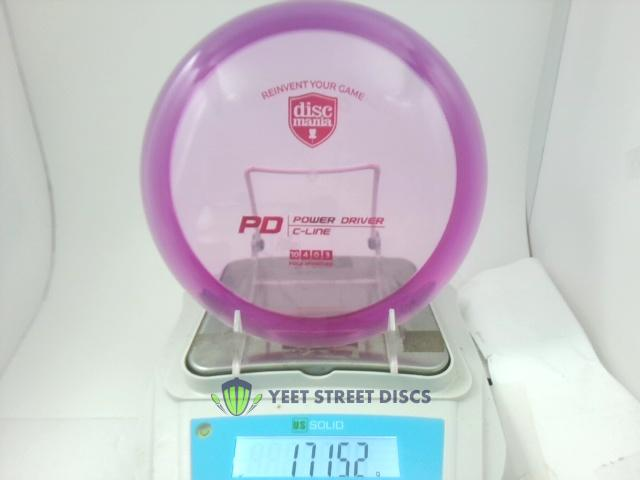 REINVENT YOUR GAME
disc
mania
PD
POWER DRIVER
C-LINE
10 4 0 3
YEET STREET DISCS
US SOLID
171.52 g